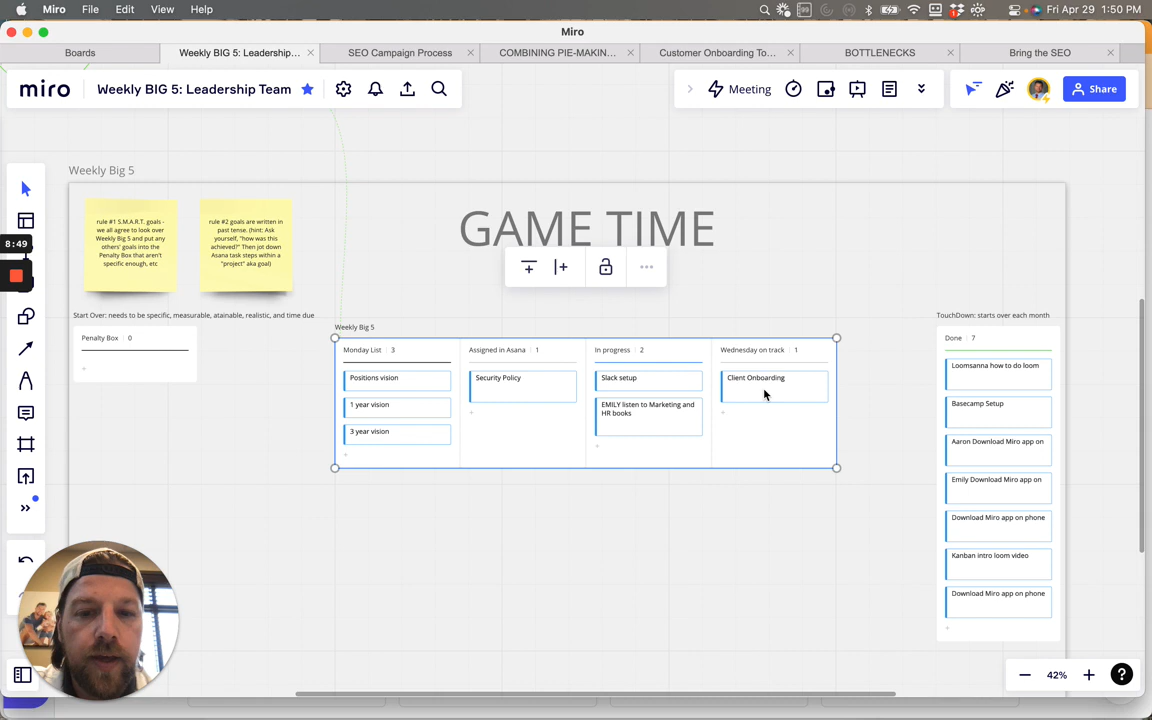 Miro File Edit View Help
Fri Apr 29 1:50 PM
Miro
Boards
Weekly BIG 5: Leadership...
SEO Campaign Process
COMBINING PIE-MAKIN...
Customer Onboarding To...
BOTTLENECKS
Bring the SEO
miro
Weekly BIG 5: Leadership Team
Meeting
Share
Weekly Big 5
8:49
rule #1 S.M.A.R.T. goals -
we all agree to look over
Weekly Big 5 and put any
others' goals into the
Penalty Box that aren't
specific enough, etc
rule #2 goals are written in
past tense. (hint: Ask
yourself, "how was this
achieved?" Then jot down
Asana task steps within a
"project" aka goal)
GAME TIME
Start Over: needs to be specific, measurable, atainable, realistic, and time due
Penalty Box 0
Weekly Big 5
Monday List 3
Positions vision
1 year vision
3 year vision
Assigned in Asana 1
Security Policy
In progress 2
Slack setup
EMILY listen to Marketing and
HR books
Wednesday on track 1
Client Onboarding
TouchDown: starts over each month
Done 7
Loomsanna how to do loom
Basecamp Setup
Aaron Download Miro app on
Emily Download Miro app on
Download Miro app on phone
Kanban intro loom video
Download Miro app on phone
42%
?